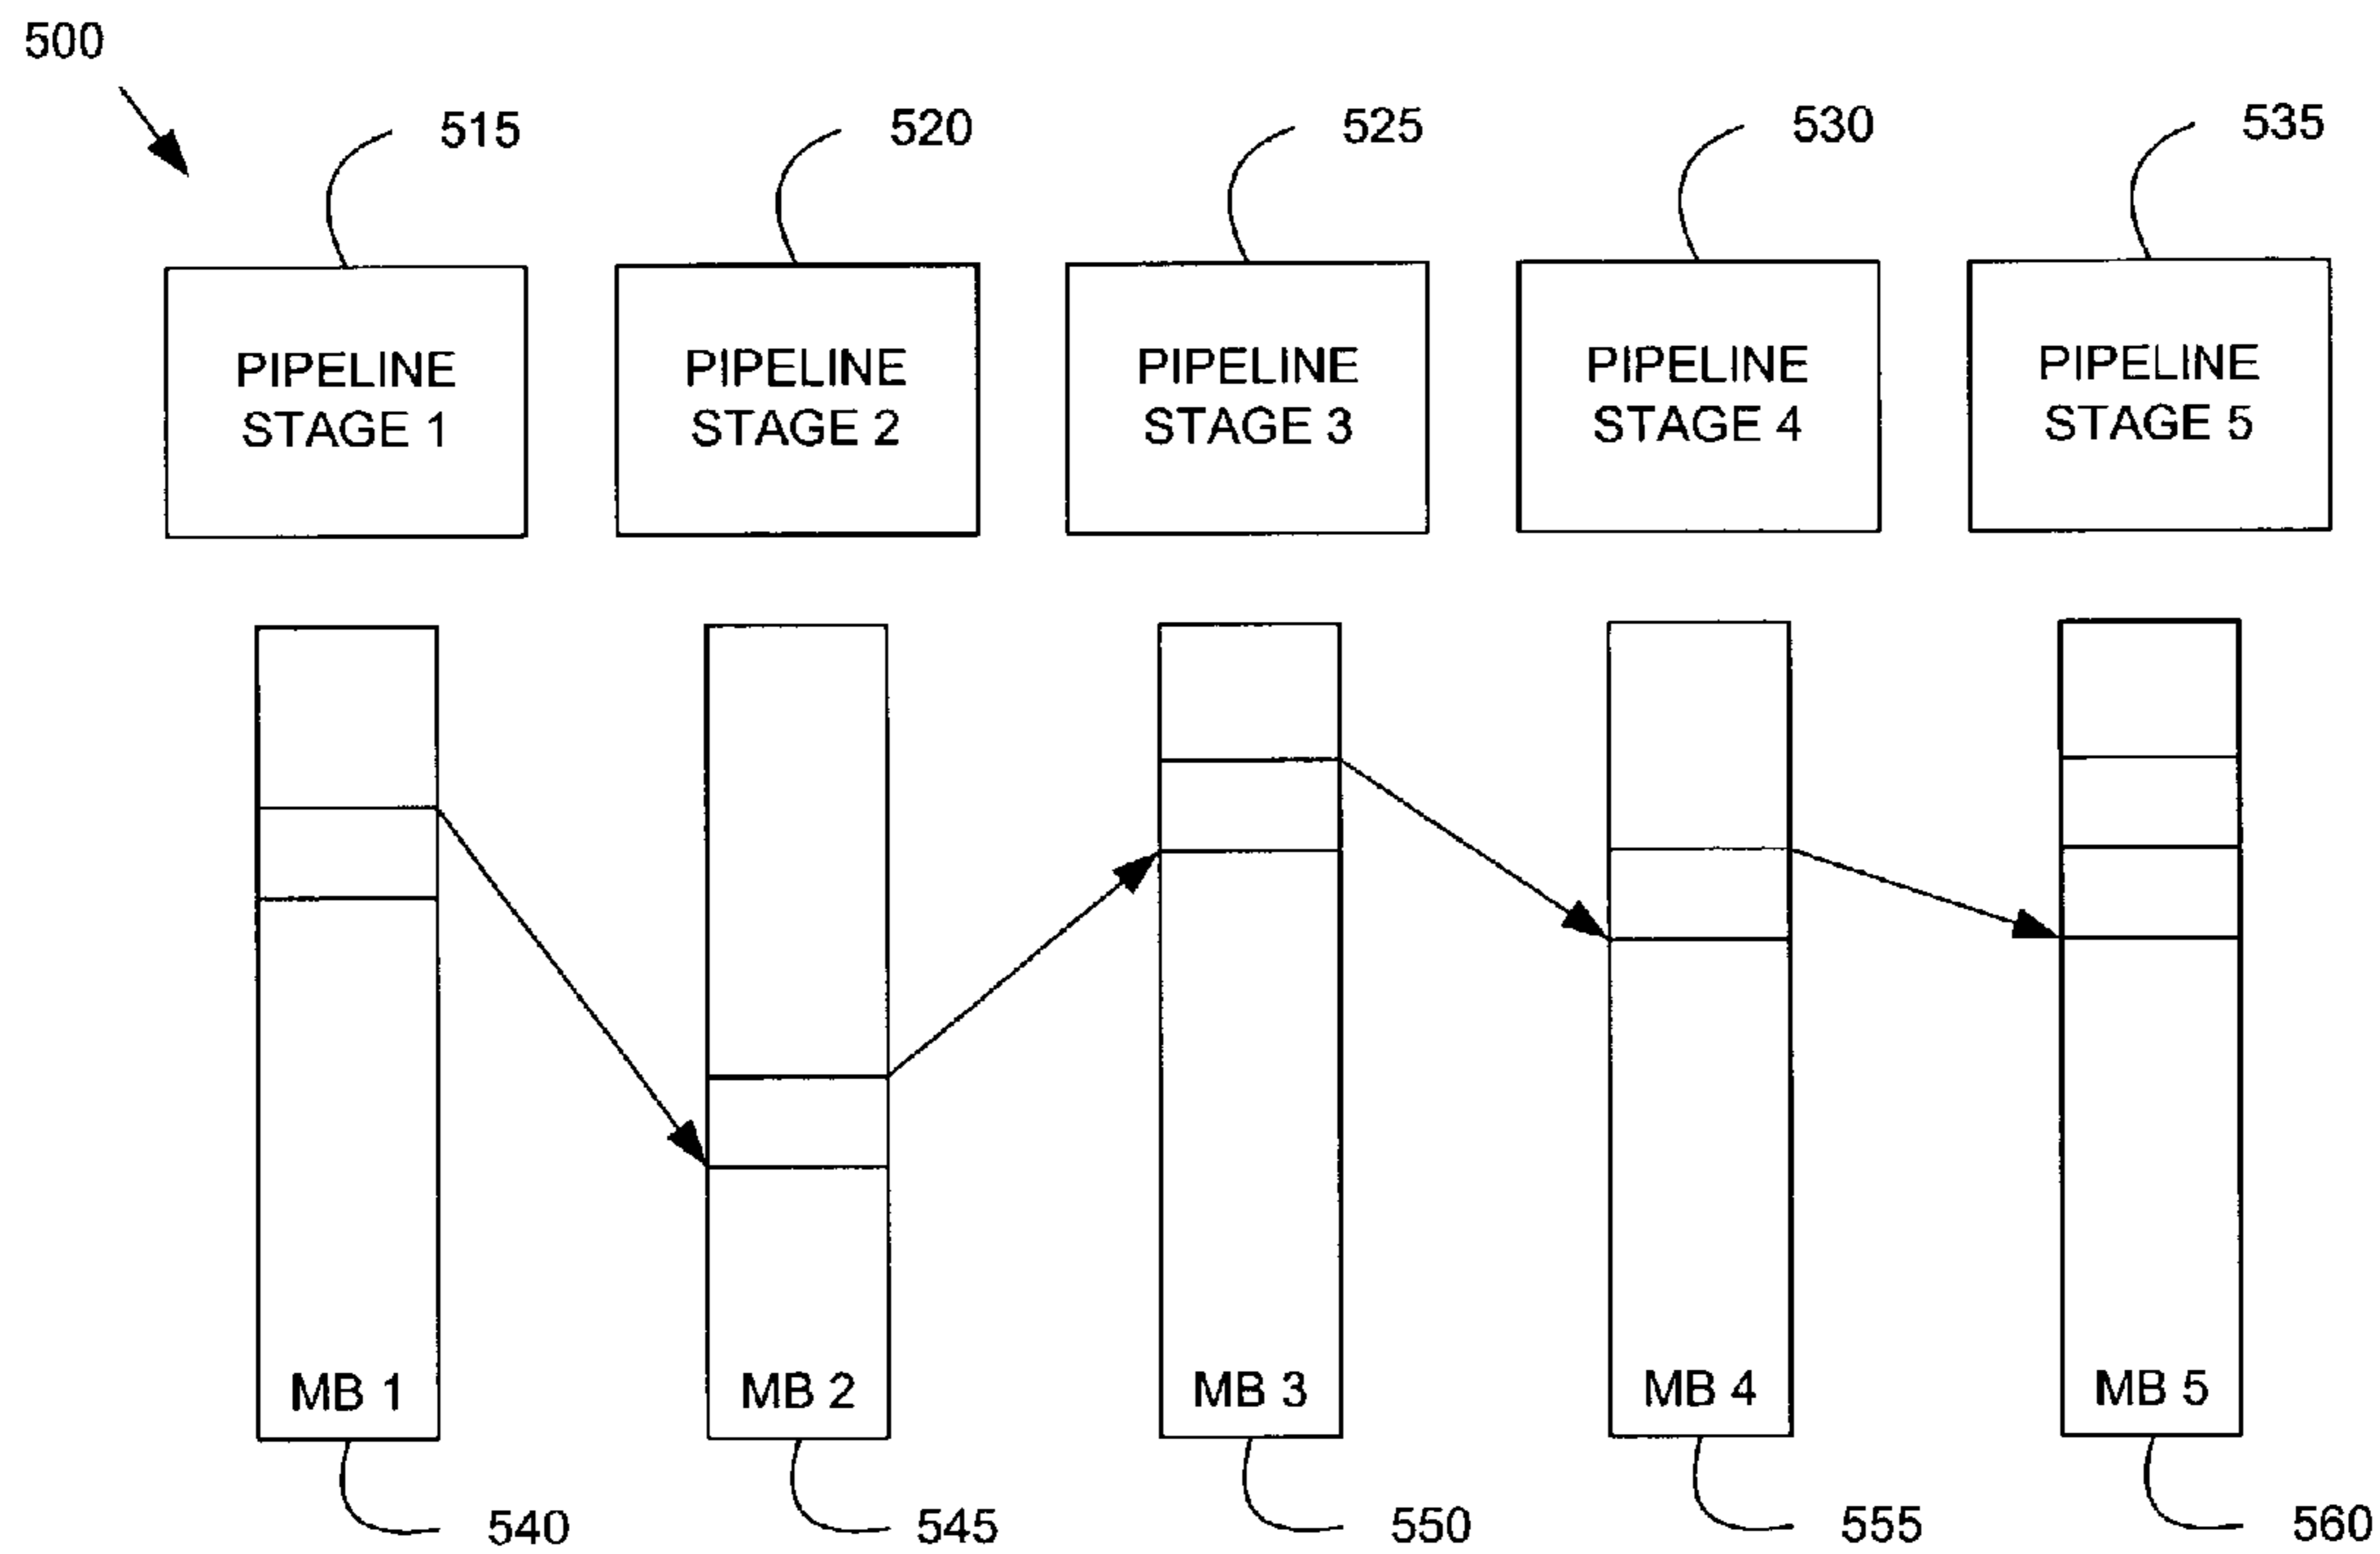 500
515
520
525
530
535
PIPELINE
STAGE 1
PIPELINE
STAGE 2
PIPELINE
STAGE 3
PIPELINE
STAGE 4
PIPELINE
STAGE 5
MB 1
MB 2
MB 3
MB 4
MB 5
540
545
550
555
560